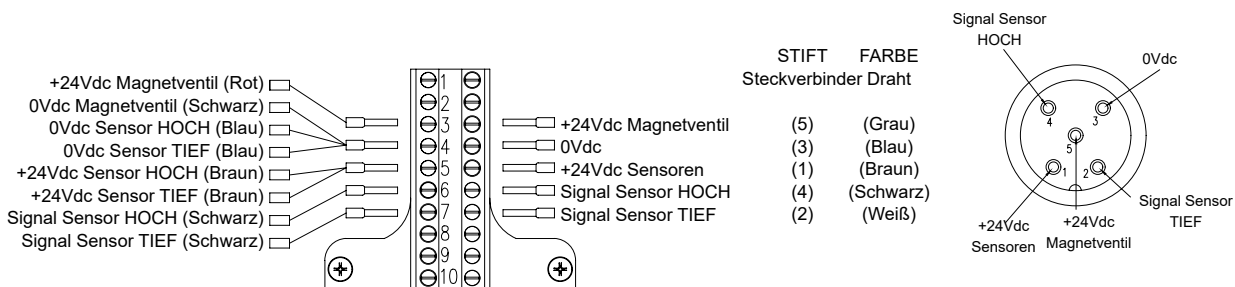 +24Vdc Magnetventil (Rot)
0Vdc Magnetventil (Schwarz)
0Vdc Sensor HOCH (Blau)
0Vdc Sensor TIEF (Blau)
+24Vdc Sensor HOCH (Braun)
+24Vdc Sensor TIEF (Braun)
Signal Sensor HOCH (Schwarz)
Signal Sensor TIEF (Schwarz)
1
2
3
4
5
6
7
8
9
10
STIFT FARBE
Steckverbinder Draht
+24Vdc Magnetventil (5) (Grau)
0Vdc (3) (Blau)
+24Vdc Sensoren (1) (Braun)
Signal Sensor HOCH (4) (Schwarz)
Signal Sensor TIEF (2) (Weiß)
Signal Sensor
HOCH
0Vdc
4
3
5
1
2
Signal Sensor
TIEF
+24Vdc
Sensoren
+24Vdc
Magnetventil